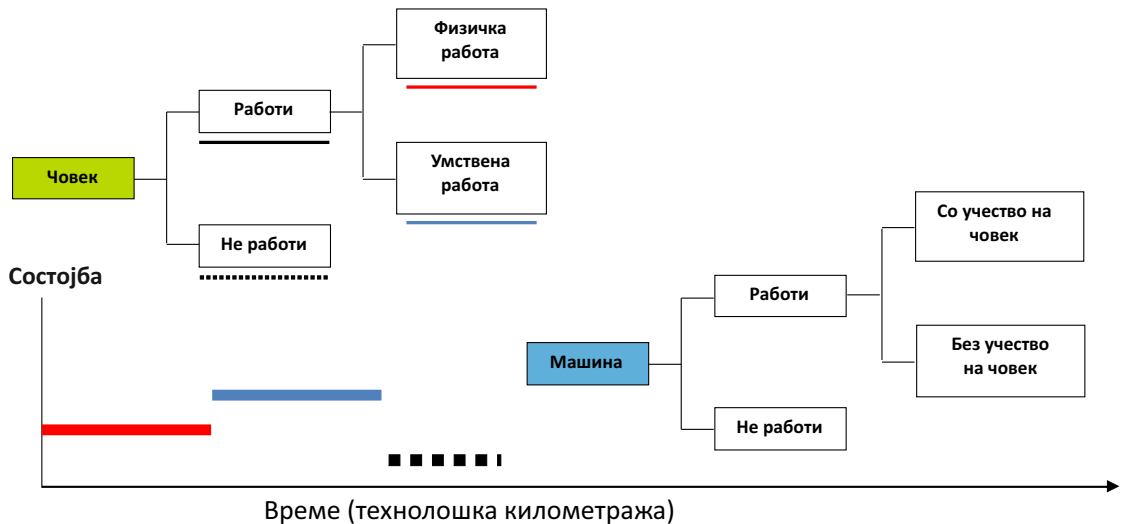 Физичка
работа
Работи
Умствена
работа
Човек
Не работи
Состојба
Со учество на
човек
Работи
Без учество
на човек
Машина
Не работи
Време (технолошка километража)